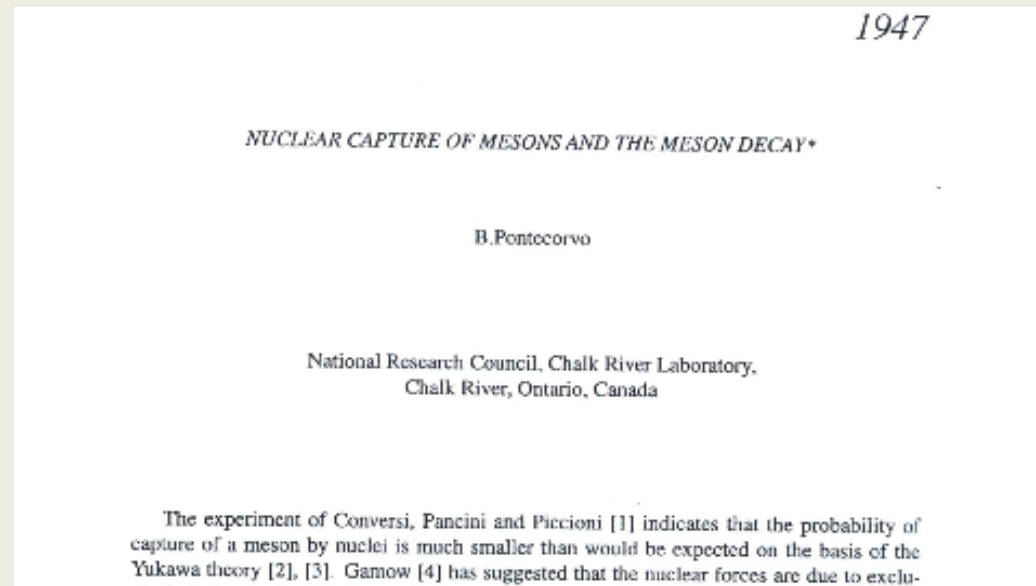 1947
NUCLEAR CAPTURE OF MESONS AND THE MESON DECAY*
B.Pontecorvo
National Research Council, Chalk River Laboratory,
Chalk River, Ontario, Canada
The experiment of Conversi, Pancini and Piccioni [1] indicates that the probability of
capture of a meson by nuclei is much smaller than would be expected on the basis of the
Yukawa theory [2], [3]. Gamow [4] has suggested that the nuclear forces are due to exclu-